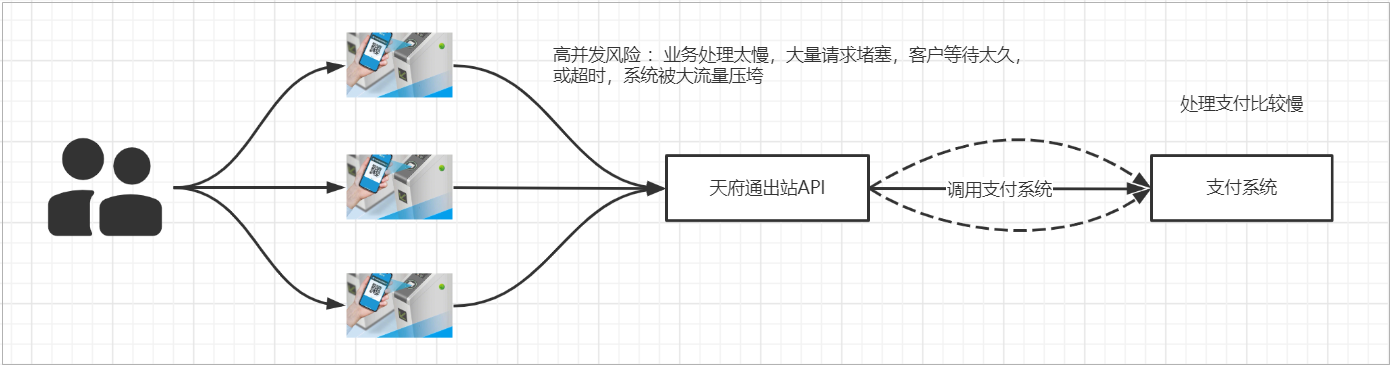 高并发风险 ：业务处理太慢，大量请求堵塞，客户等待太久，
或超时，系统被大流量压垮
处理支付比较慢
天府通出站API
调用支付系统
支付系统